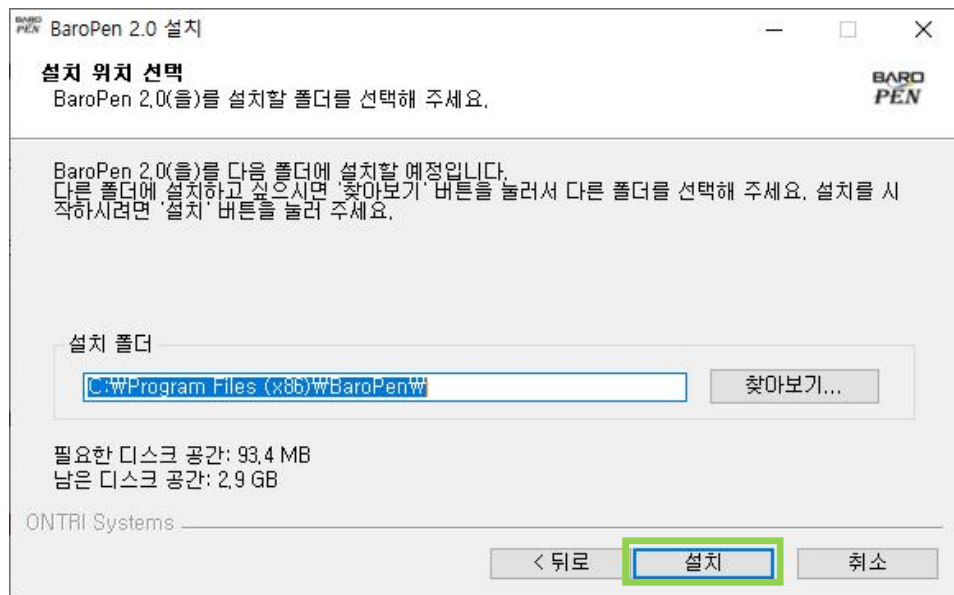 BARO PEN BaroPen 2.0 설치
설치 위치 선택
BaroPen 2.0(을)를 설치할 폴더를 선택해 주세요.
BARO
PEN
BaroPen 2.0(을)를 다음 폴더에 설치할 예정입니다.
다른 폴더에 설치하고 싶으시면 '찾아보기' 버튼을 눌러서 다른 폴더를 선택해 주세요. 설치를 시
작하시려면 '설치' 버튼을 눌러 주세요.
설치 폴더
C:₩Program Files (x86)₩BaroPen₩
찾아보기...
필요한 디스크 공간: 93.4 MB
남은 디스크 공간: 2.9 GB
ONTRI Systems
< 뒤로 설치 취소